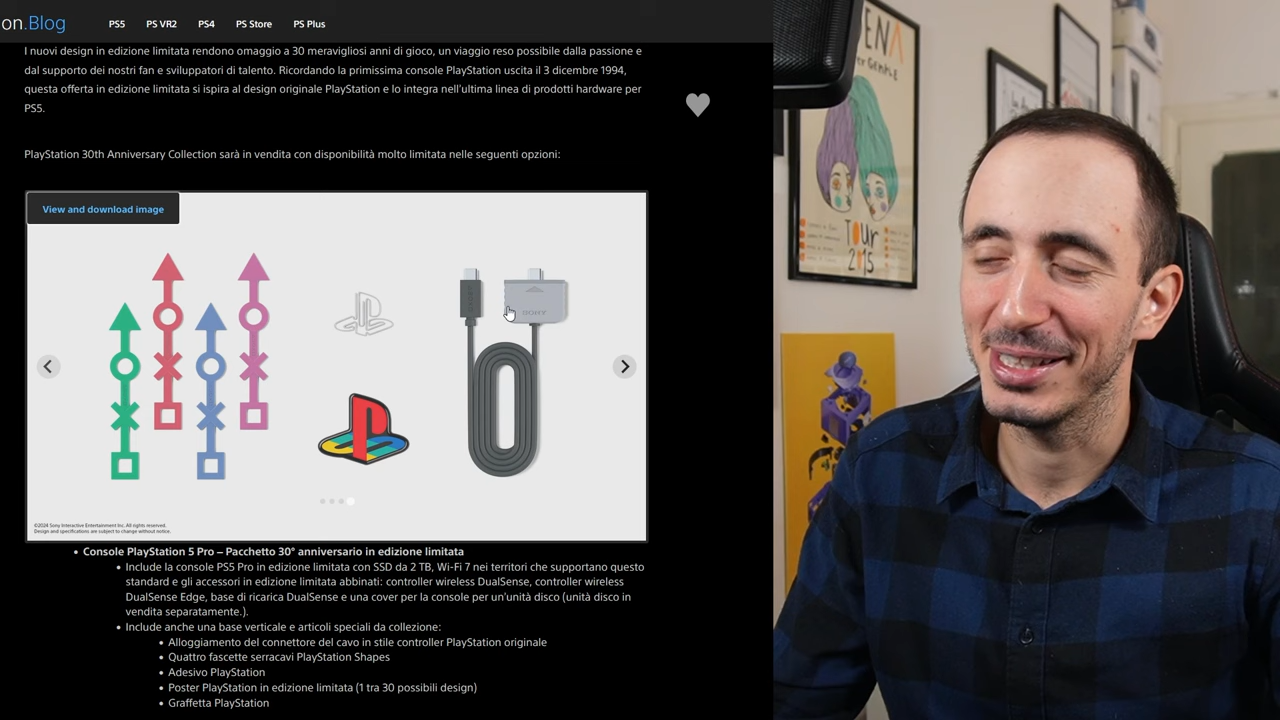 on.Blog PS5 PS VR2 PS4 PS Store PS Plus
I nuovi design in edizione limitata rendono omaggio a 30 meravigliosi anni di gioco, un viaggio reso possibile dalla passione e
dal supporto dei nostri fan e sviluppatori di talento. Ricordando la primissima console PlayStation uscita il 3 dicembre 1994,
questa offerta in edizione limitata si ispira al design originale PlayStation e lo integra nell'ultima linea di prodotti hardware per
PS5.
PlayStation 30th Anniversary Collection sarà in vendita con disponibilità molto limitata nelle seguenti opzioni:
View and download image
SONY
©2024 Sony Interactive Entertainment Inc. All rights reserved.
Design and specifications are subject to change without notice.
• Console PlayStation 5 Pro – Pacchetto 30° anniversario in edizione limitata
• Include la console PS5 Pro in edizione limitata con SSD da 2 TB, Wi-Fi 7 nei territori che supportano questo
standard e gli accessori in edizione limitata abbinati: controller wireless DualSense, controller wireless
DualSense Edge, base di ricarica DualSense e una cover per la console per un'unità disco (unità disco in
vendita separatamente.).
• Include anche una base verticale e articoli speciali da collezione:
• Alloggiamento del connettore del cavo in stile controller PlayStation originale
• Quattro fascette serracavi PlayStation Shapes
• Adesivo PlayStation
• Poster PlayStation in edizione limitata (1 tra 30 possibili design)
• Graffetta PlayStation
ENA
TOUR
2015